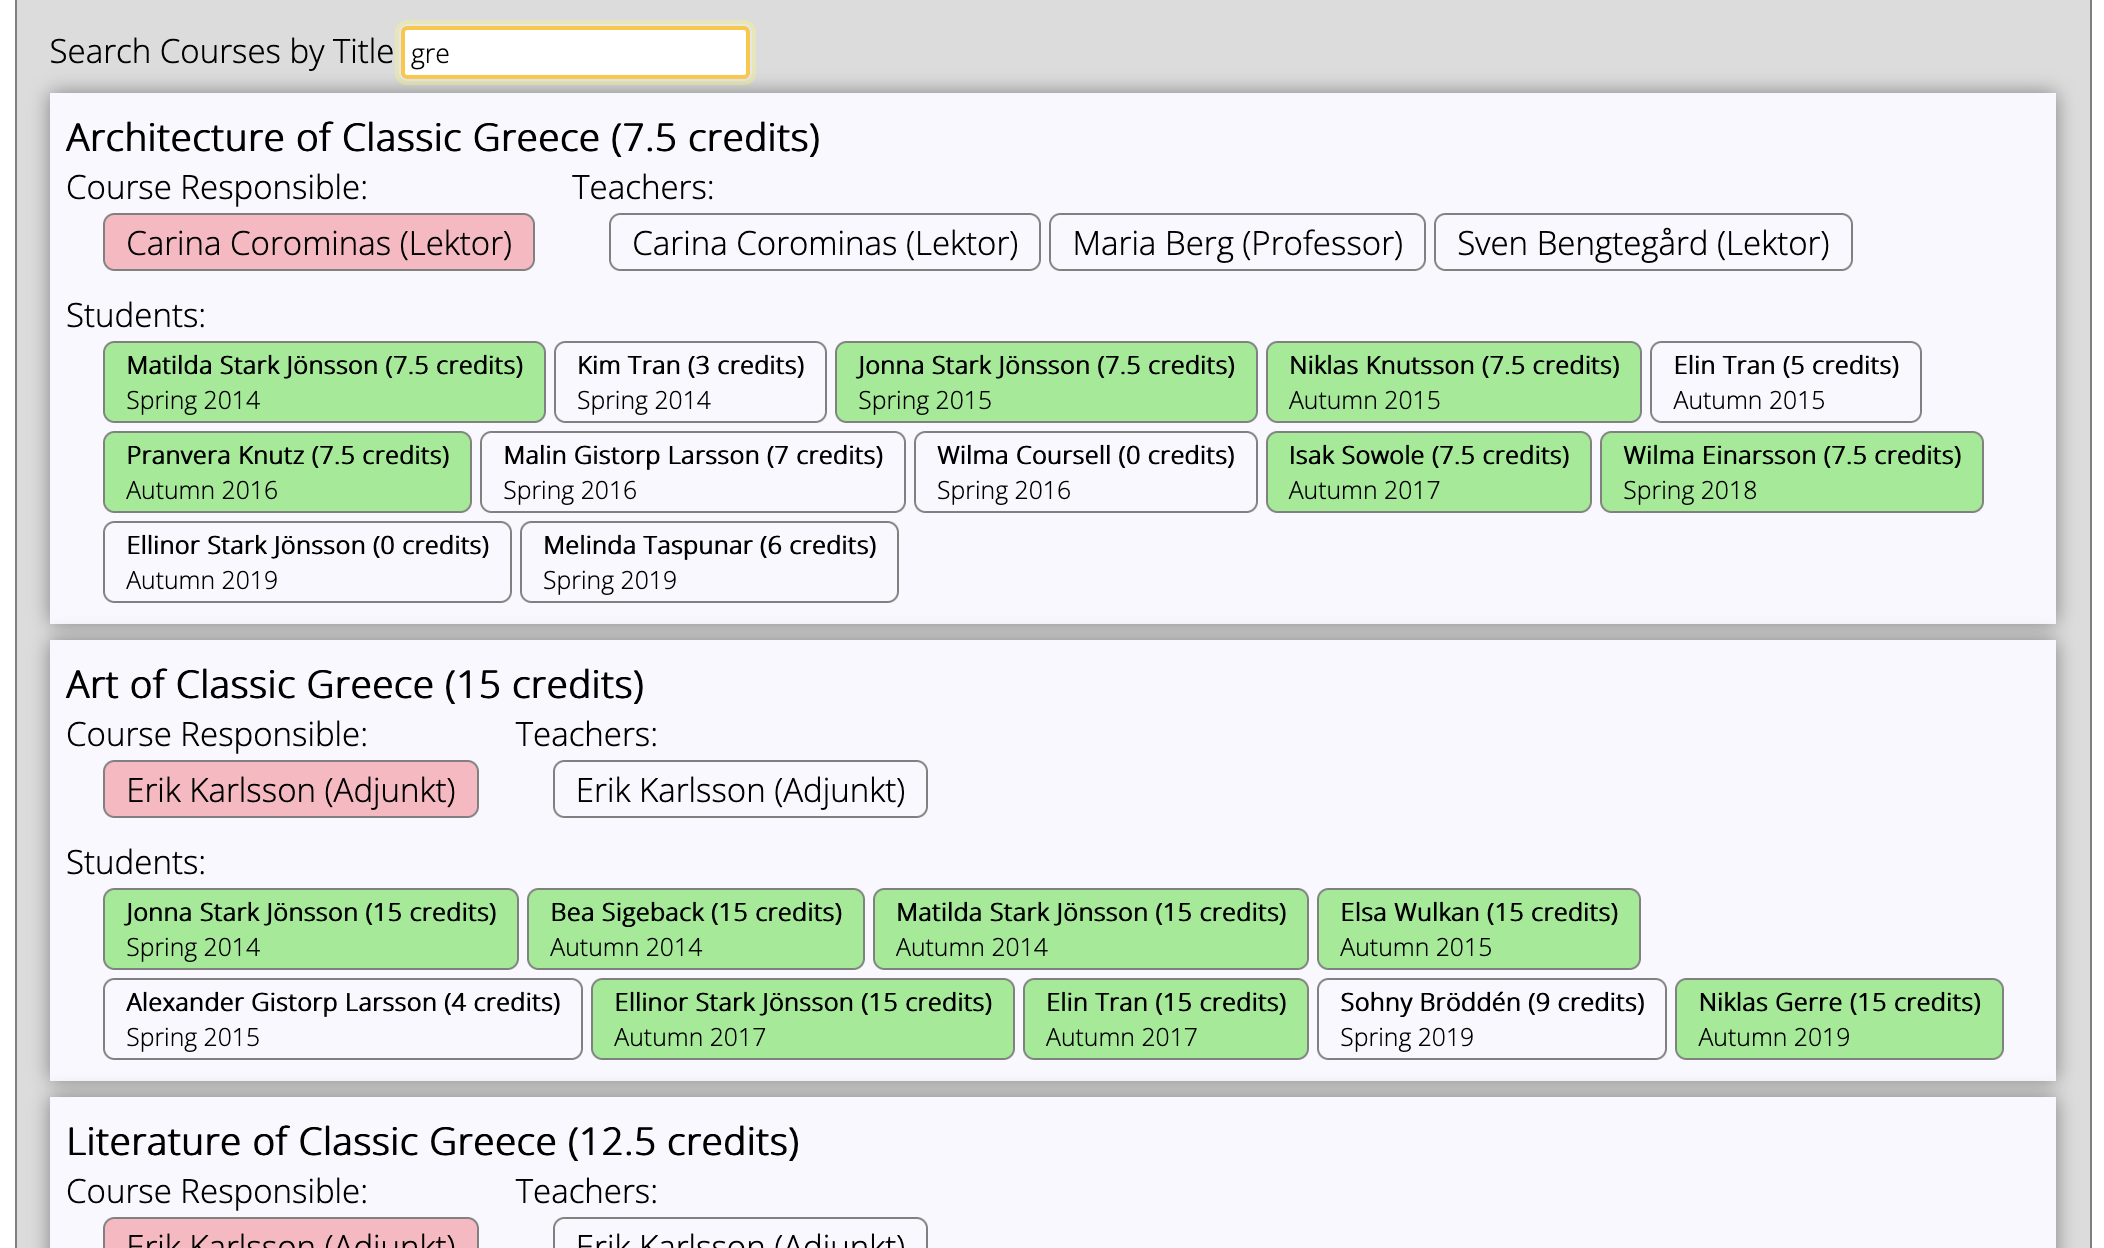 Search Courses by Title gre
Architecture of Classic Greece (7.5 credits)
Course Responsible: Teachers:
Carina Corominas (Lektor) Carina Corominas (Lektor) Maria Berg (Professor) Sven Bengtegård (Lektor)
Students:
Matilda Stark Jönsson (7.5 credits) Kim Tran (3 credits) Jonna Stark Jönsson (7.5 credits) Niklas Knutsson (7.5 credits) Elin Tran (5 credits)
Spring 2014 Spring 2014 Spring 2015 Autumn 2015 Autumn 2015
Pranvera Knutz (7.5 credits) Malin Gistorp Larsson (7 credits) Wilma Coursell (0 credits) Isak Sowole (7.5 credits) Wilma Einarsson (7.5 credits)
Autumn 2016 Spring 2016 Spring 2016 Autumn 2017 Spring 2018
Ellinor Stark Jönsson (0 credits) Melinda Taspunar (6 credits)
Autumn 2019 Spring 2019
Art of Classic Greece (15 credits)
Course Responsible: Teachers:
Erik Karlsson (Adjunkt) Erik Karlsson (Adjunkt)
Students:
Jonna Stark Jönsson (15 credits) Bea Sigeback (15 credits) Matilda Stark Jönsson (15 credits) Elsa Wulkan (15 credits)
Spring 2014 Autumn 2014 Autumn 2014 Autumn 2015
Alexander Gistorp Larsson (4 credits) Ellinor Stark Jönsson (15 credits) Elin Tran (15 credits) Sohny Bröddén (9 credits) Niklas Gerre (15 credits)
Spring 2015 Autumn 2017 Autumn 2017 Spring 2019 Autumn 2019
Literature of Classic Greece (12.5 credits)
Course Responsible: Teachers:
Erik Karlsson (Adjunkt) Erik Karlsson (Adjunkt)